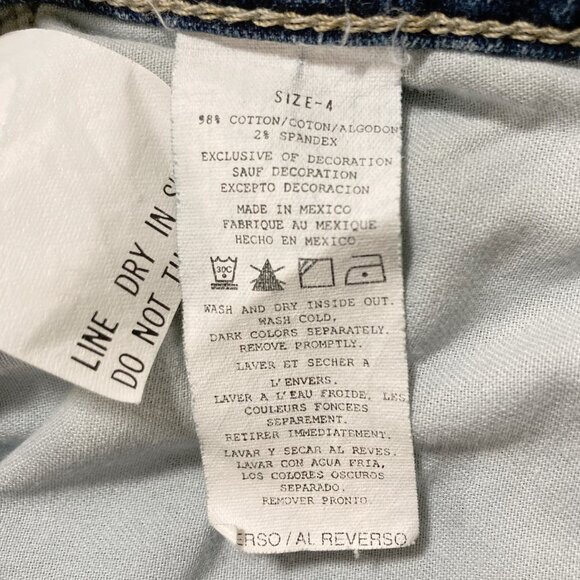 SIZE-4
98% COTTON/COTON/ALGODON
2% SPANDEX
EXCLUSIVE OF DECORATION
SAUF DECORATION
EXCEPTO DECORACION
MADE IN MEXICO
FABRIQUE AU MEXIQUE
HECHO EN MEXICO
30C
WASH AND DRY INSIDE OUT.
WASH COLD,
DARK COLORS SEPARATELY.
REMOVE PROMPTLY.
LAVER ET SECHER A
L'ENVERS.
LAVER A L'EAU FROIDE, LES
COULEURS FONCEES
SEPAREMENT.
RETIRER IMMEDIATEMENT.
LAVAR Y SECAR AL REVES.
LAVAR CON AGUA FRIA,
LOS COLORES OSCUROS
SEPARADO.
REMOVER PRONTO.
ERSO/AL REVERSO
LINE DRY IN
DO NOT